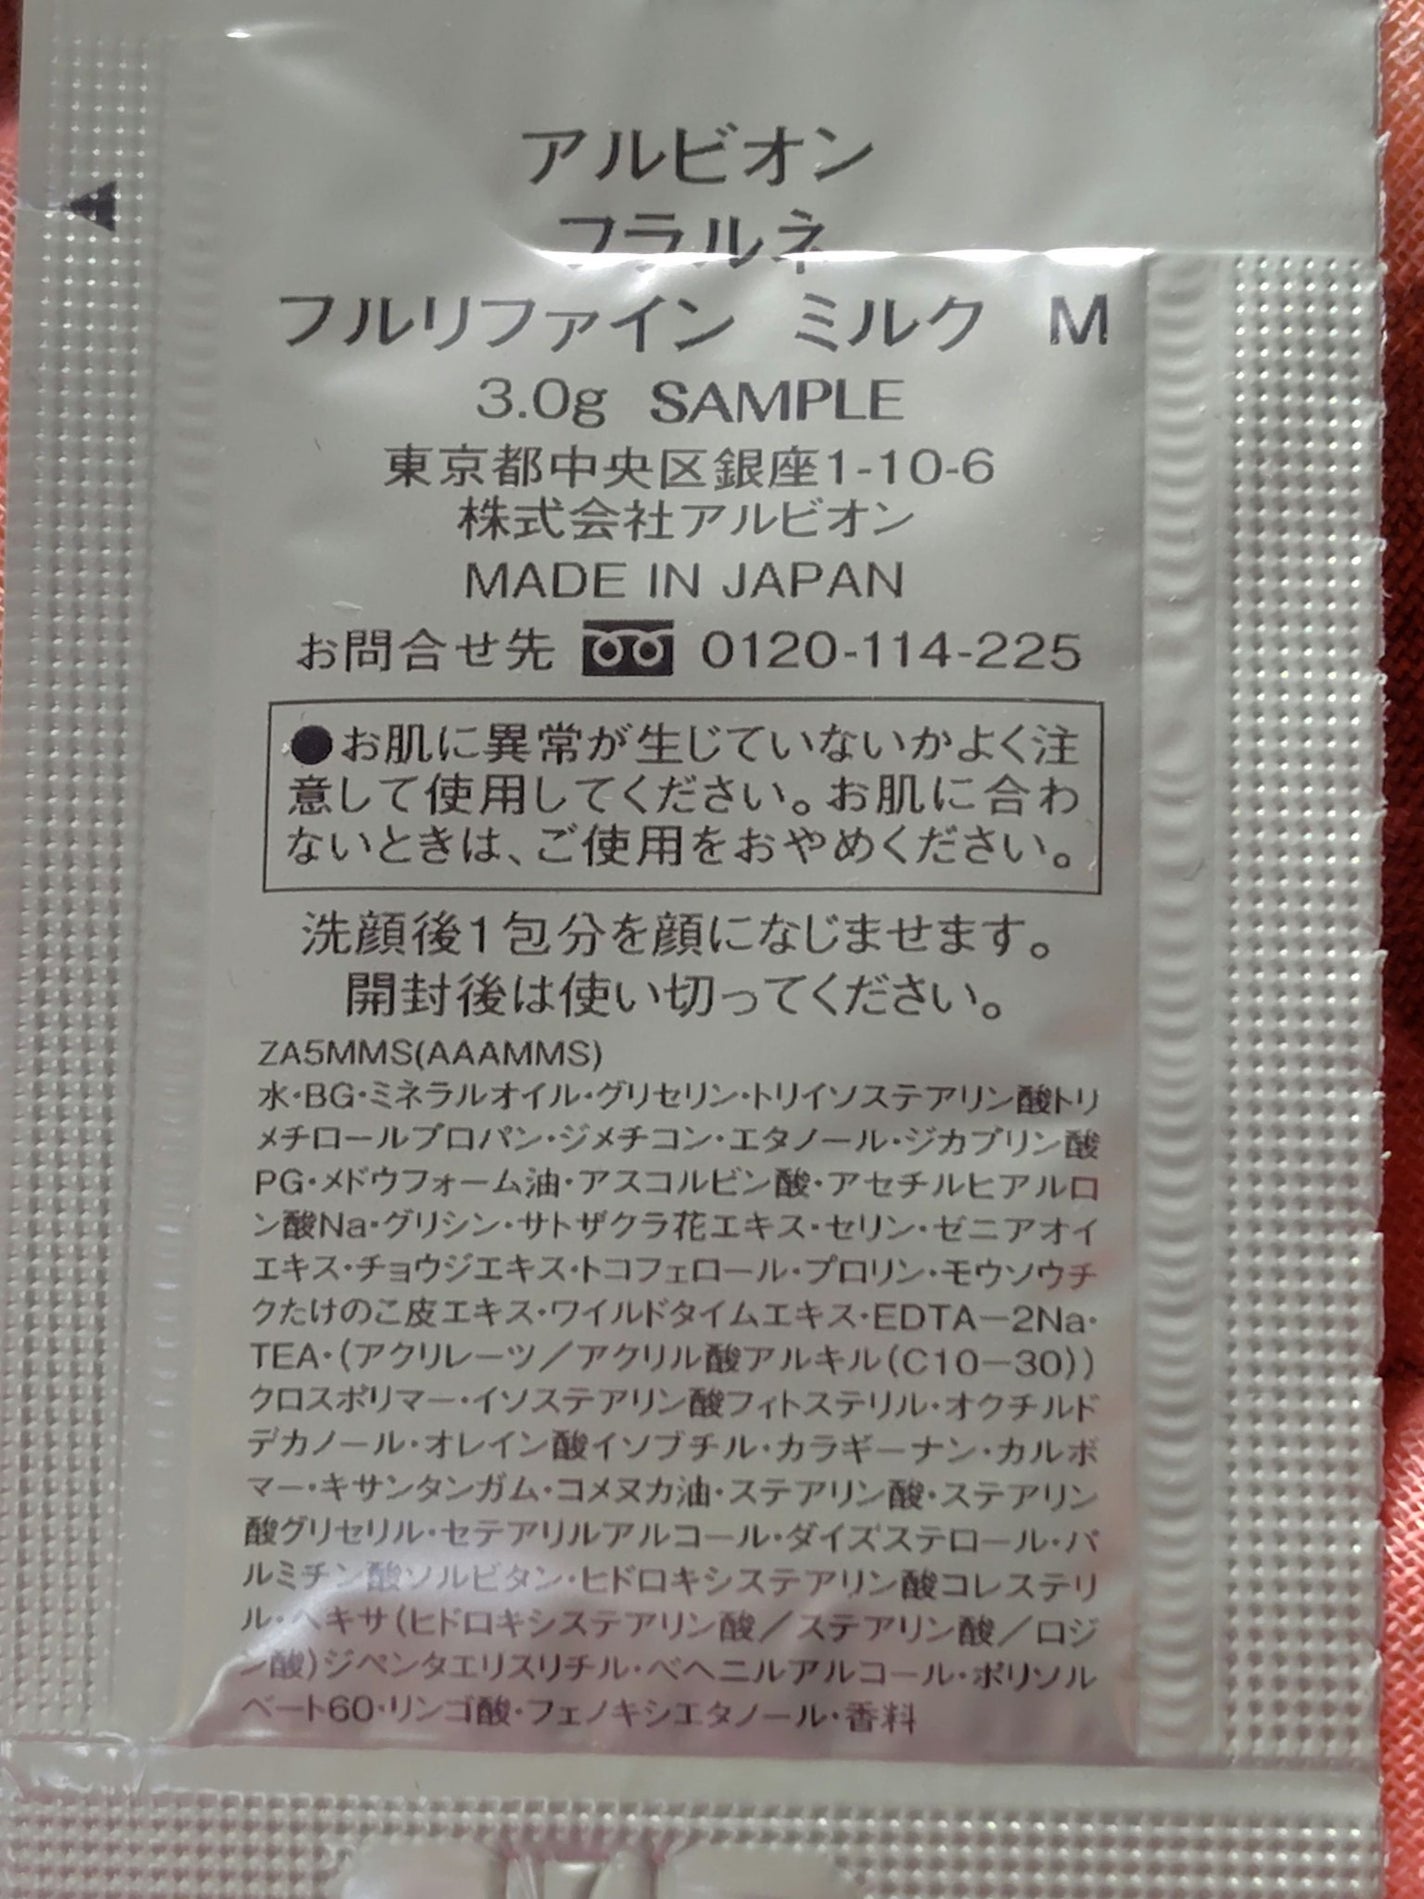 アルビオン
フラルネ
フルリファイン ミルク M
3.0g SAMPLE
東京都中央区銀座1-10-6
株式会社アルビオン
MADE IN JAPAN
お問合せ先 0120-114-225
●お肌に異常が生じていないかよく注
意して使用してください。お肌に合わ
ないときは、ご使用をおやめください。
洗顔後1包分を顔になじませます。
開封後は使い切ってください。
ZA5MMS(AAAMMS)
水・BG・ミネラルオイル・グリセリン・トリイソステアリン酸トリ
メチロールプロパン・ジメチコン・エタノール・ジカプリン酸
PG・メドウフォーム油・アスコルビン酸・アセチルヒアルロ
ン酸Na・グリシン・サトザクラ花エキス・セリン・ゼニアオイ
エキス・チョウジエキス・トコフェロール・プロリン・モウソウチ
クたけのこ皮エキス・ワイルドタイムエキス・EDTA－2Na・
TEA・(アクリレーツ／アクリル酸アルキル(C10－30))
クロスポリマー・イソステアリン酸フィトステリル・オクチルド
デカノール・オレイン酸イソブチル・カラギーナン・カルボ
マー・キサンタンガム・コメヌカ油・ステアリン酸・ステアリン
酸グリセリル・セテアリルアルコール・ダイズステロール・パ
ルミチン酸ソルビタン・ヒドロキシステアリン酸コレステリ
ル・ヘキサ(ヒドロキシステアリン酸／ステアリン酸／ロジ
ン酸)ジペンタエリスリチル・ベヘニルアルコール・ポリソル
ベート60・リンゴ酸・フェノキシエタノール・香料